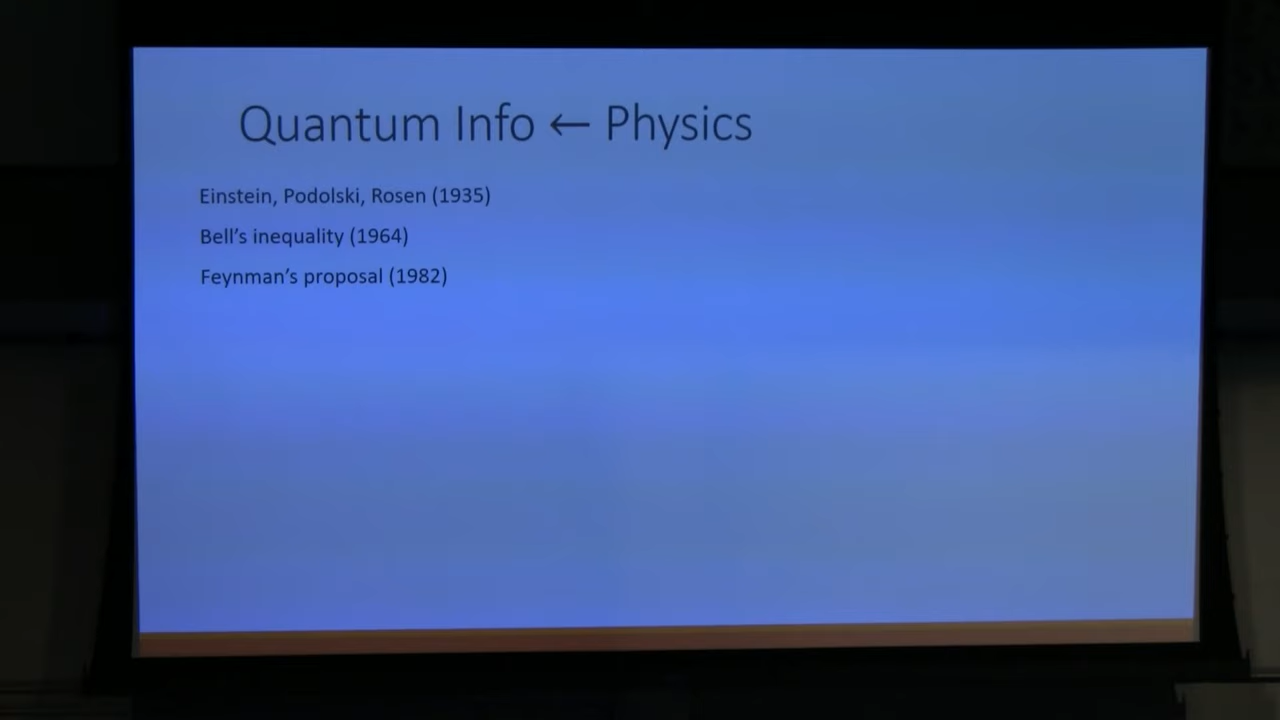 Quantum Info ← Physics
Einstein, Podolski, Rosen (1935)
Bell’s inequality (1964)
Feynman’s proposal (1982)